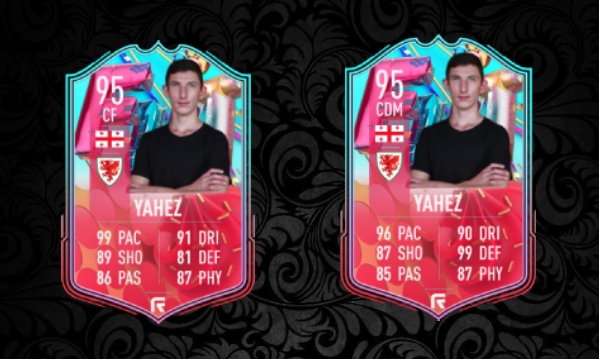 95
CF
YAHEZ
99 PAC 91 DRI
89 SHO 81 DEF
86 PAS 87 PHY
95
CDM
YAHEZ
96 PAC 90 DRI
87 SHO 99 DEF
85 PAS 87 PHY